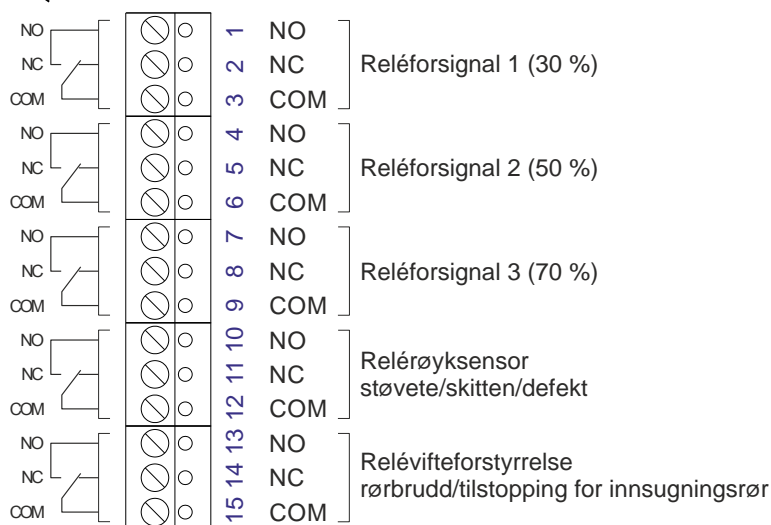 NO 1 NO
NC 2 NC Reléforsignal 1 (30 %)
COM 3 COM
NO 4 NO
NC 5 NC Reléforsignal 2 (50 %)
COM 6 COM
NO 7 NO
NC 8 NC Reléforsignal 3 (70 %)
COM 9 COM
NO 10 NO
Relérøyksensor
NC 11 NC
støvete/skitten/defekt
COM 12 COM
NO 13 NO
Relévifteforstyrrelse
NC 14 NC
rørbrudd/tilstopping for innsugningsrør
COM 15 COM